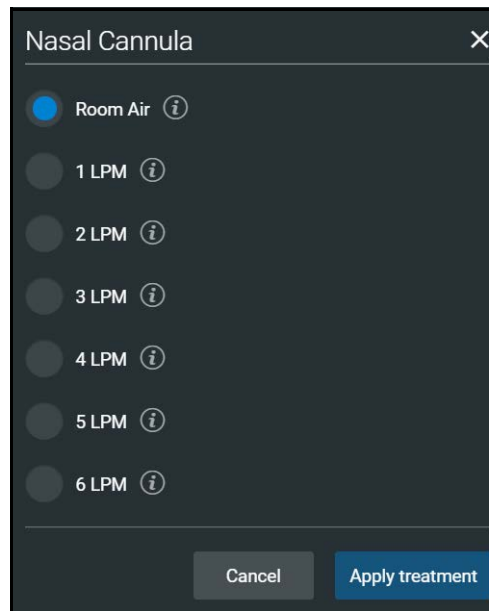 Nasal Cannula
Room Air
1 LPM
2 LPM
3 LPM
4 LPM
5 LPM
6 LPM
Cancel Apply treatment